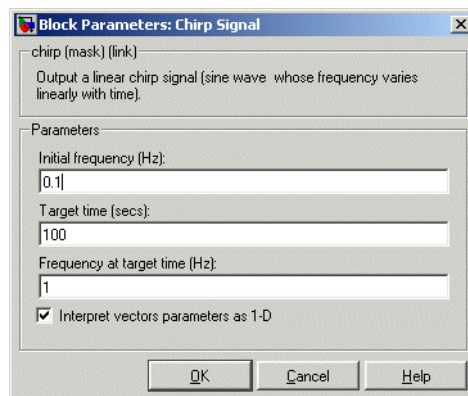 Block Parameters: Chirp Signal
chirp (mask) (link)
Output a linear chirp signal (sine wave whose frequency varies
linearly with time).
Parameters
Initial frequency (Hz):
0.1
Target time (secs):
100
Frequency at target time (Hz):
1
Interpret vectors parameters as 1-D
OK Cancel Help